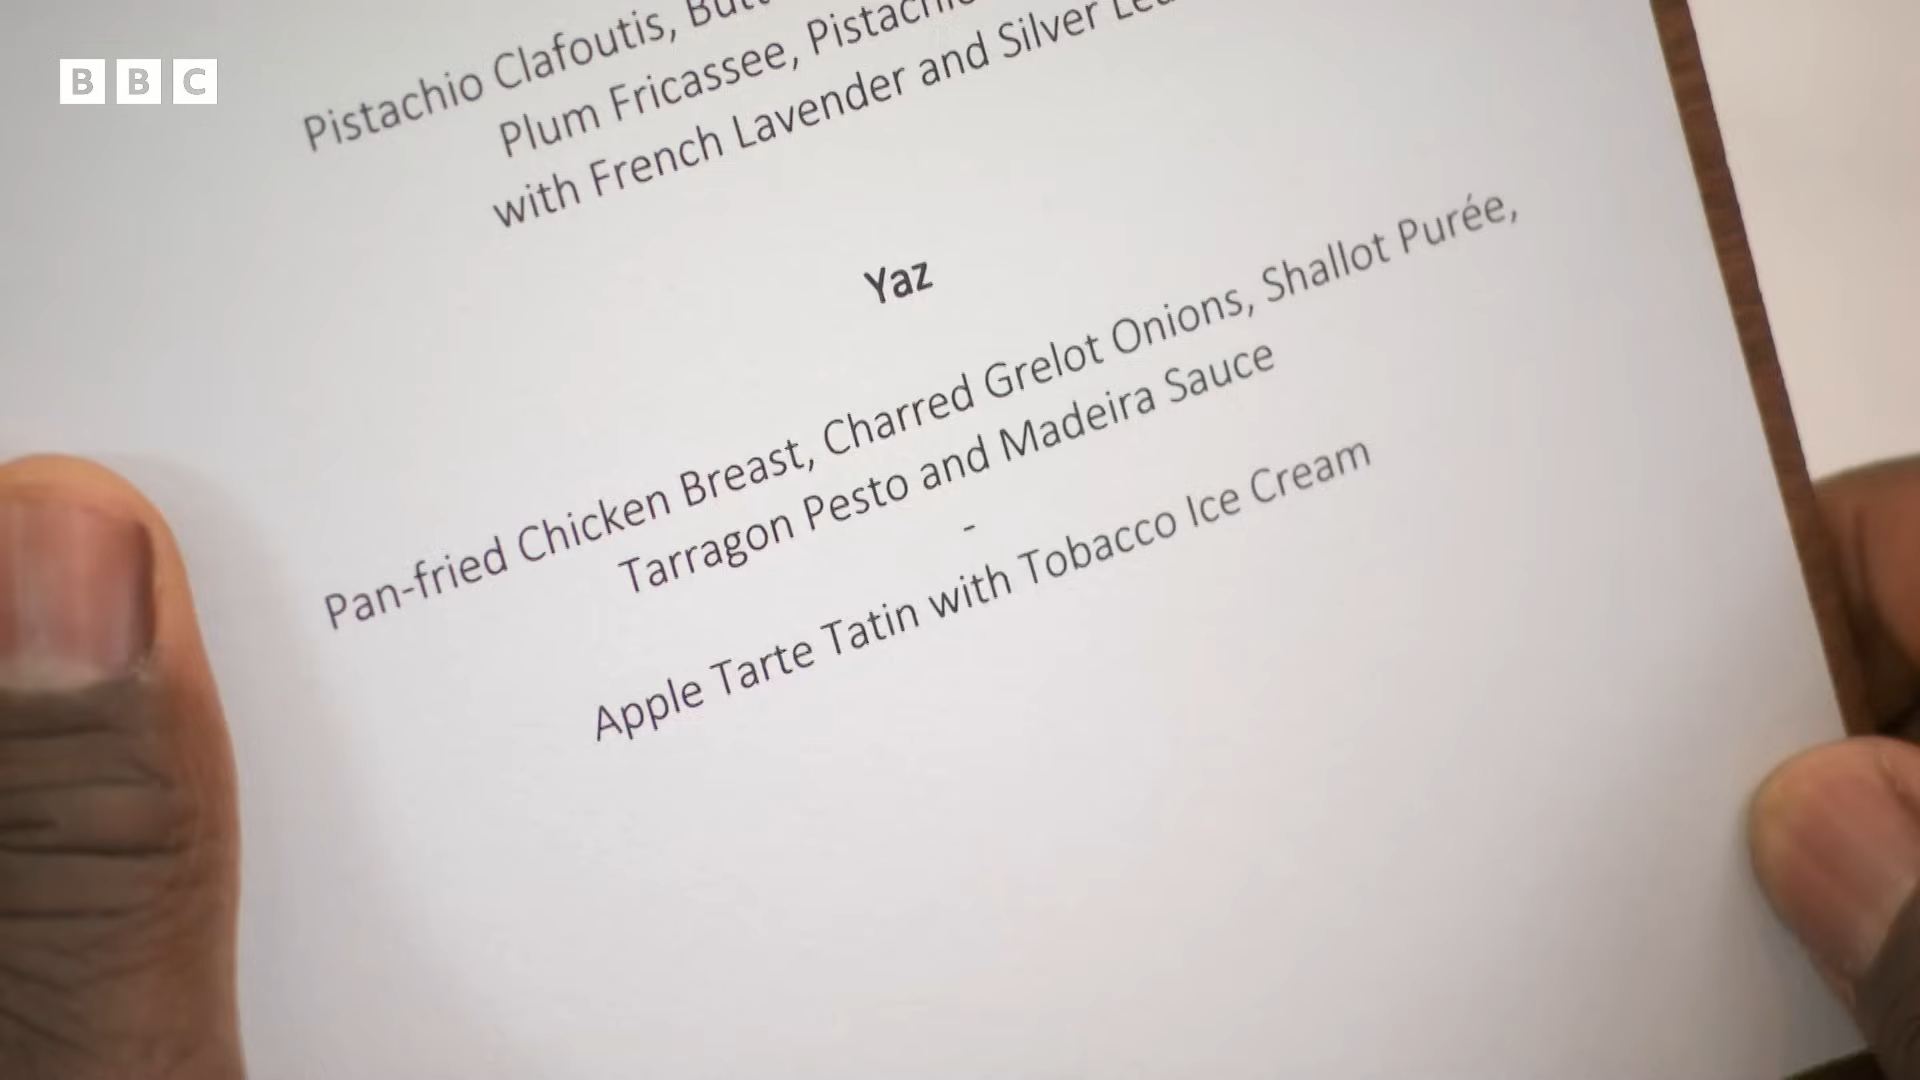 BBC
Pistachio Clafoutis,
Plum Fricassee,
with French Lavender and Silver
Yaz
Pan-fried Chicken Breast, Charred Grelot Onions, Shallot Purée,
Tarragon Pesto and Madeira Sauce
-
Apple Tarte Tatin with Tobacco Ice Cream